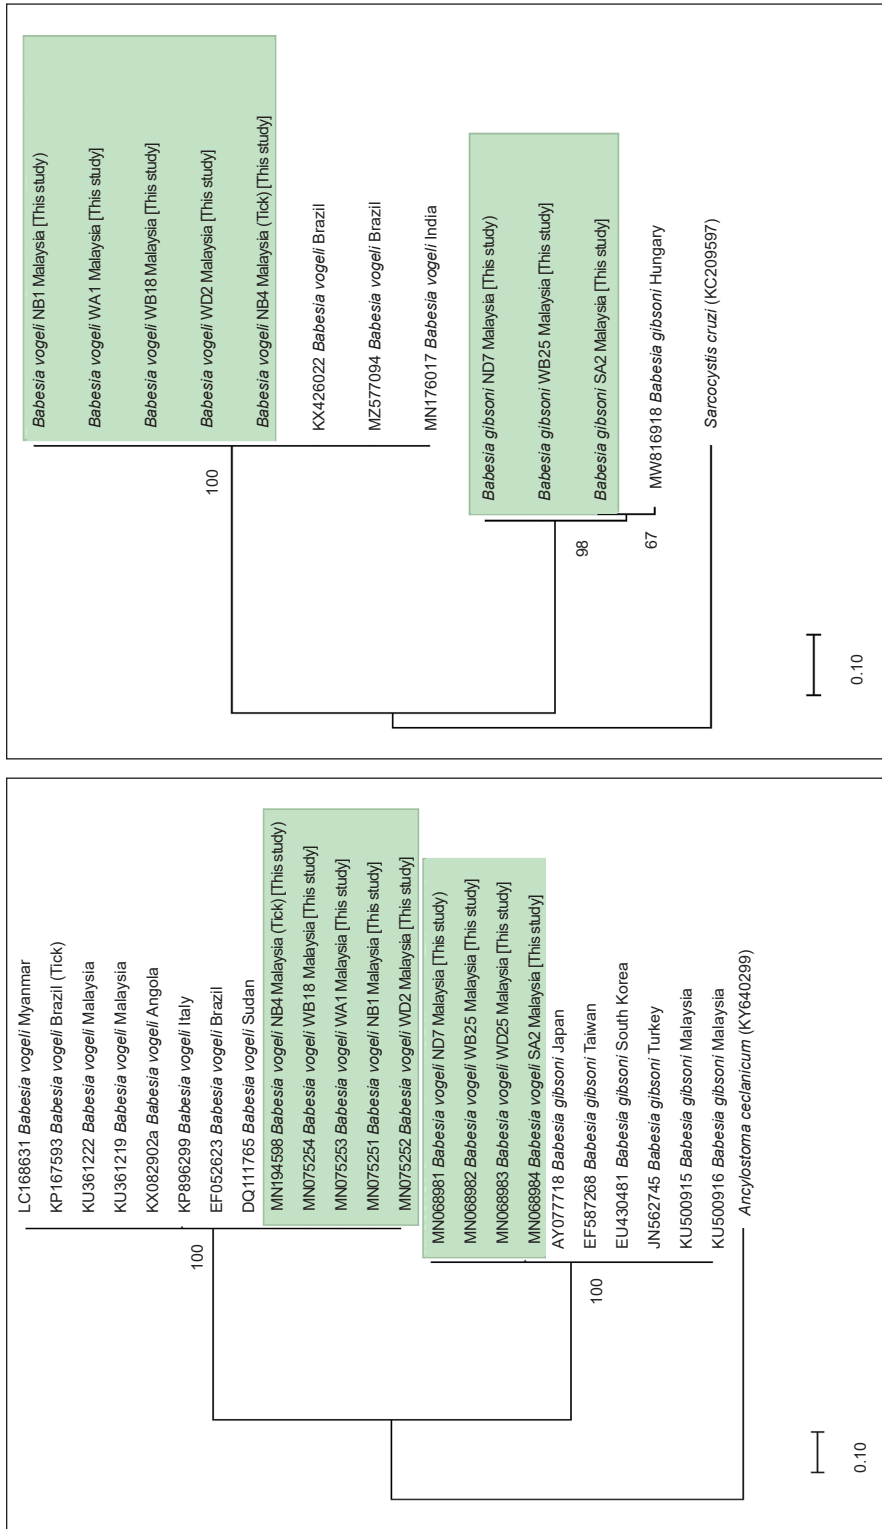 LC168631 Babesia vogeli Myanmar
KP167593 Babesia vogeli Brazil (Tick)
KU361222 Babesia vogeli Malaysia
KU361219 Babesia vogeli Malaysia
KX082902a Babesia vogeli Angola
KP896299 Babesia vogeli Italy
EF052623 Babesia vogeli Brazil
DQ111765 Babesia vogeli Sudan
MN194598 Babesia vogeli NB4 Malaysia (Tick) [This study)
MN075254 Babesia vogeli WB18 Malaysia [This study]
MN075253 Babesia vogeli WA1 Malaysia [This study]
MN075251 Babesia vogeli NB1 Malaysia [This study]
MN075252 Babesia vogeli WD2 Malaysia [This study]
MN068981 Babesia vogeli ND7 Malaysia [This study)
MN068982 Babesia vogeli WB25 Malaysia [This study]
MN068983 Babesia vogeli WD25 Malaysia [This study]
MN068984 Babesia vogeli SA2 Malaysia [This study]
AY077718 Babesia gibsoni Japan
EF587268 Babesia gibsoni Taiwan
EU430481 Babesia gibsoni South Korea
JN562745 Babesia gibsoni Turkey
KU500915 Babesia gibsoni Malaysia
KU500916 Babesia gibsoni Malaysia
Ancylostoma ceclanicum (KY640299)
100
100
0.10
Babesia vogeli NB1 Malaysia [This study)
Babesia vogeli WA1 Malaysia [This study]
Babesia vogeli WB18 Malaysia [This study]
Babesia vogeli WD2 Malaysia [This study]
Babesia vogeli NB4 Malaysia (Tick) [This study]
KX426022 Babesia vogeli Brazil
MZ577094 Babesia vogeli Brazil
MN176017 Babesia vogeli India
Babesia gibsoni ND7 Malaysia [This study)
Babesia gibsoni WB25 Malaysia [This study]
Babesia gibsoni SA2 Malaysia [This study]
MW816918 Babesia gibsoni Hungary
Sarcocystis cruzi (KC209597)
100
98
67
0.10